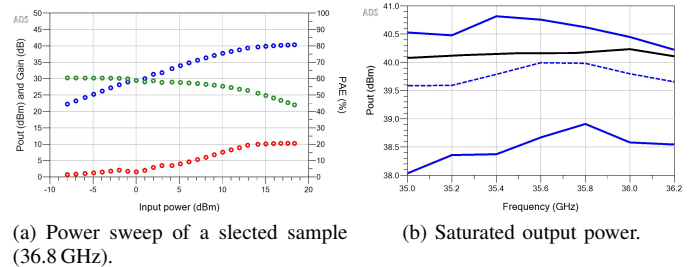 ADS
50
45
40
35
30
25
20
15
10
5
0
Pout (dBm) and Gain (dB)
100
90
80
70
60
50
40
30
20
10
0
PAE (%)
-10 -5 0 5 10 15 20
Input power (dBm)
(a) Power sweep of a slected sample
(36.8 GHz).
ADS
41.0
40.5
40.0
39.5
39.0
38.5
38.0
Pout (dBm)
35.0 35.2 35.4 35.6 35.8 36.0 36.2
Frequency (GHz)
(b) Saturated output power.